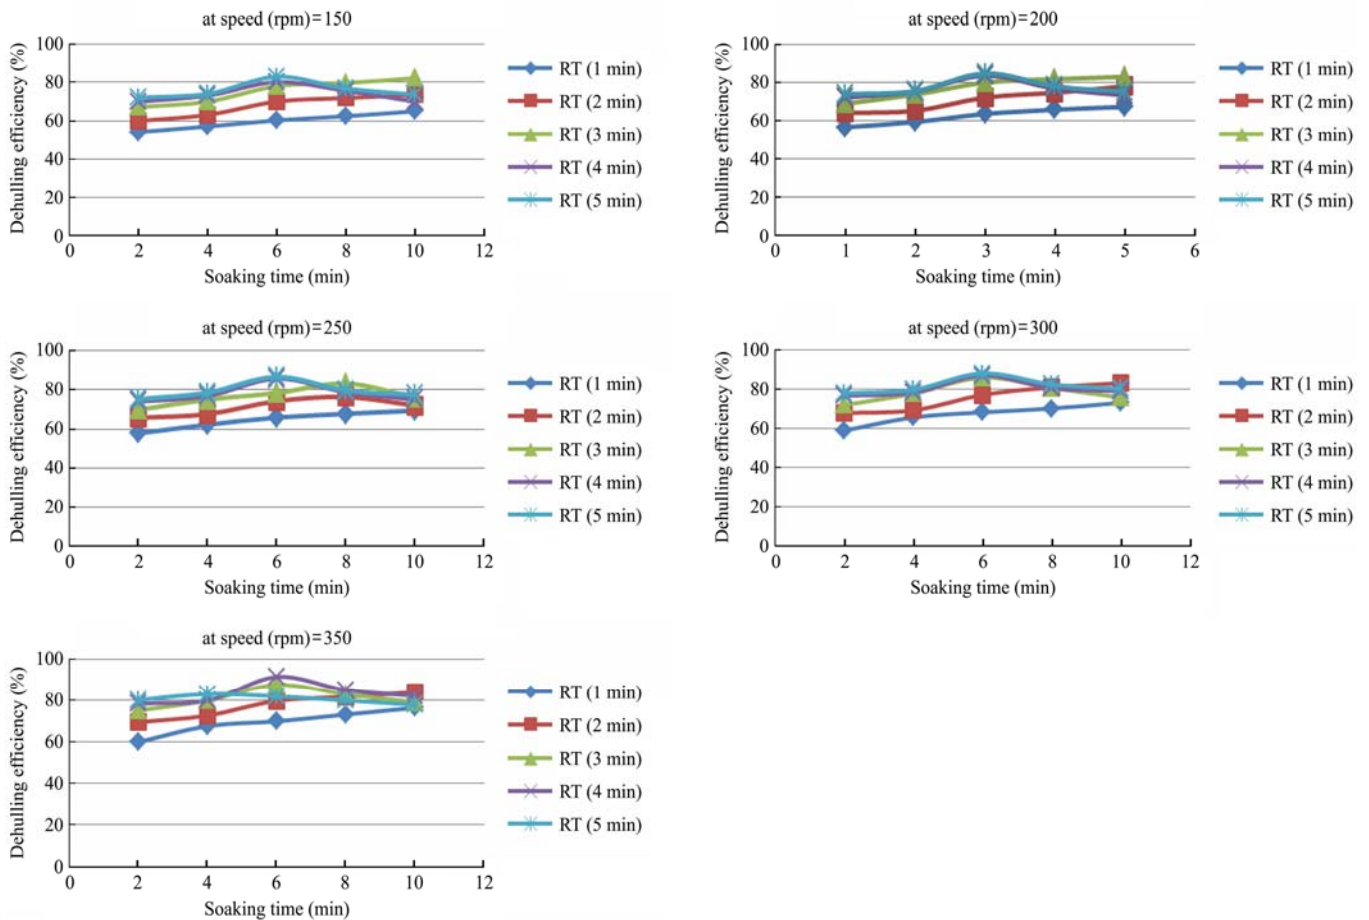 at speed (rpm)=150
Dehulling efficiency (%)
100
80
60
40
20
0
0 2 4 6 8 10 12
Soaking time (min)
RT (1 min)
RT (2 min)
RT (3 min)
RT (4 min)
RT (5 min)
at speed (rpm)=200
Dehulling efficiency (%)
100
80
60
40
20
0
0 1 2 3 4 5 6
Soaking time (min)
RT (1 min)
RT (2 min)
RT (3 min)
RT (4 min)
RT (5 min)
at speed (rpm)=250
Dehulling efficiency (%)
100
80
60
40
20
0
0 2 4 6 8 10 12
Soaking time (min)
RT (1 min)
RT (2 min)
RT (3 min)
RT (4 min)
RT (5 min)
at speed (rpm)=300
Dehulling efficiency (%)
100
80
60
40
20
0
0 2 4 6 8 10 12
Soaking time (min)
RT (1 min)
RT (2 min)
RT (3 min)
RT (4 min)
RT (5 min)
at speed (rpm)=350
Dehulling efficiency (%)
100
80
60
40
20
0
0 2 4 6 8 10 12
Soaking time (min)
RT (1 min)
RT (2 min)
RT (3 min)
RT (4 min)
RT (5 min)